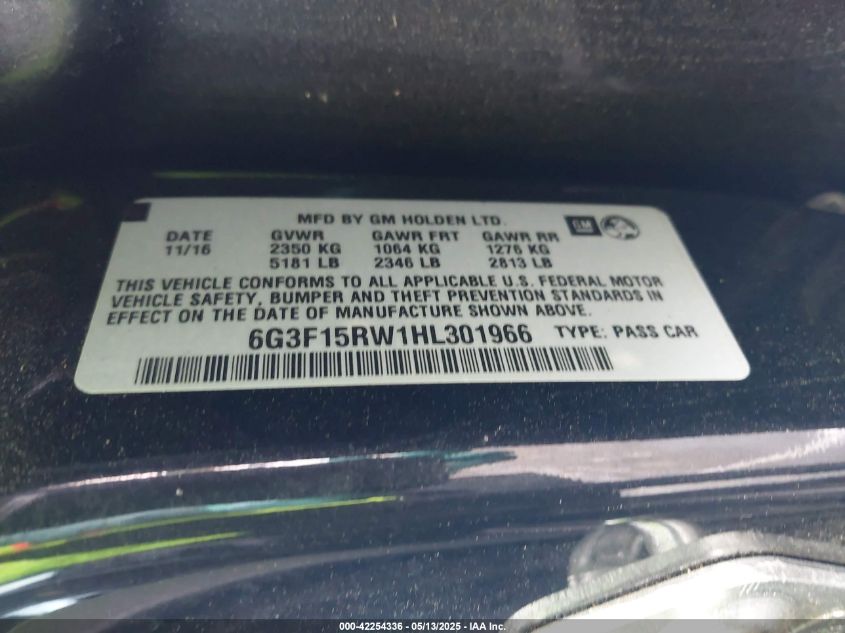 MFD BY GM HOLDEN LTD.
GM
DATE GVWR GAWR FRT GAWR RR
11/16 2350 KG 1064 KG 1276 KG
5181 LB 2346 LB 2813 LB
THIS VEHICLE CONFORMS TO ALL APPLICABLE U.S. FEDERAL MOTOR
VEHICLE SAFETY, BUMPER AND THEFT PREVENTION STANDARDS IN
EFFECT ON THE DATE OF MANUFACTURE SHOWN ABOVE.
6G3F15RW1HL301966 TYPE: PASS CAR
000-42254336 - 05/13/2025 - IAA Inc.